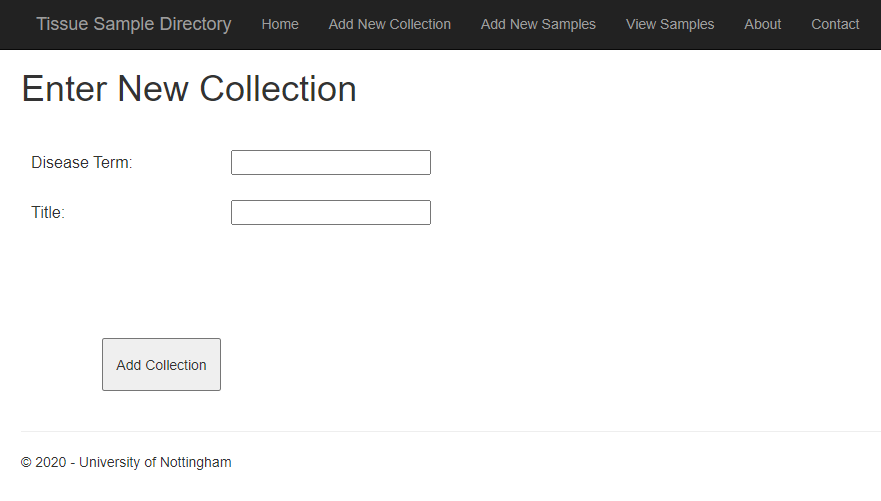 Tissue Sample Directory Home Add New Collection Add New Samples View Samples About Contact
Enter New Collection
Disease Term:
Title:
Add Collection
© 2020 - University of Nottingham